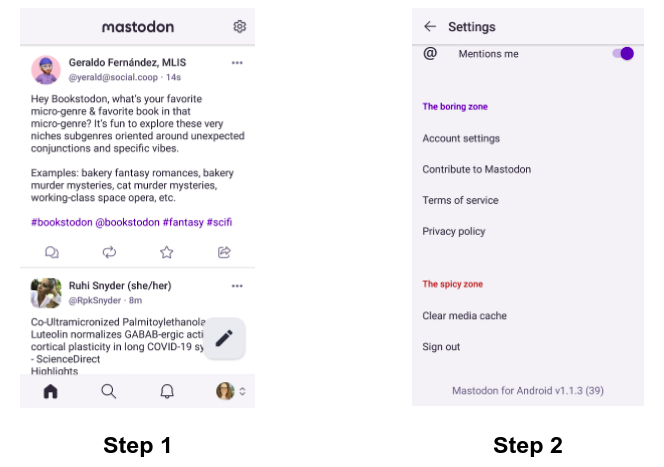 mastodon
Geraldo Fernández, MLIS
@yerald@social.coop · 14s
Hey Bookstodon, what's your favorite
micro-genre & favorite book in that
micro-genre? It's fun to explore these very
niches subgenres oriented around unexpected
conjunctions and specific vibes.
Examples: bakery fantasy romances, bakery
murder mysteries, cat murder mysteries,
working-class space opera, etc.
#bookstodon @bookstodon #fantasy #scifi
Ruhi Snyder (she/her)
@RpkSnyder · 8m
Co-Ultramicronized Palmitoylethanola
Luteolin normalizes GABAB-ergic acti
cortical plasticity in long COVID-19 sy
- ScienceDirect
Highlights
Step 1
Settings
@ Mentions me
The boring zone
Account settings
Contribute to Mastodon
Terms of service
Privacy policy
The spicy zone
Clear media cache
Sign out
Mastodon for Android v1.1.3 (39)
Step 2